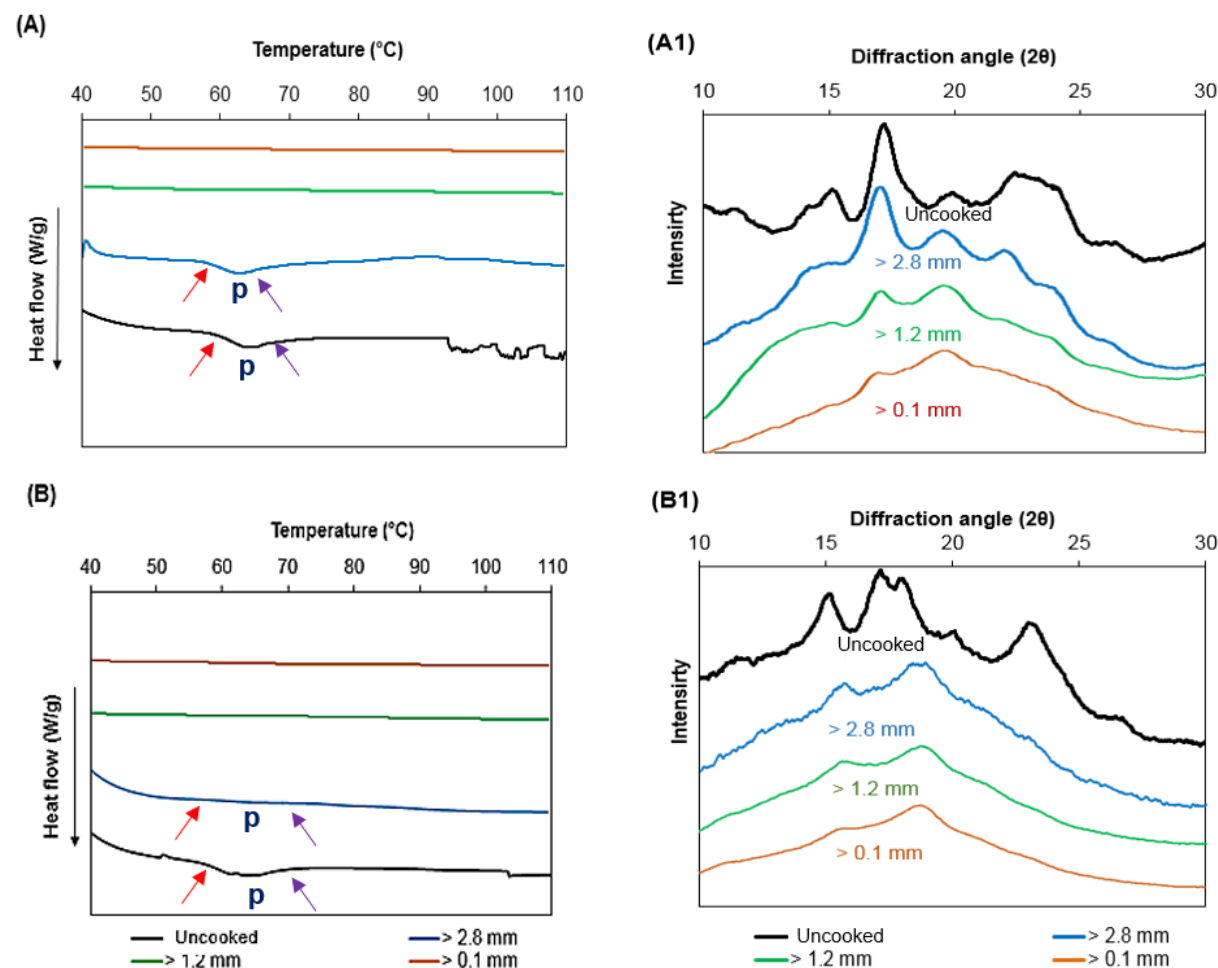 (A)
Temperature (°C)
40 50 60 70 80 90 100 110
Heat flow (W/g)
p
p
(A1)
Diffraction angle (2θ)
10 15 20 25 30
Intensirty
Uncooked
> 2.8 mm
> 1.2 mm
> 0.1 mm
(B)
Temperature (°C)
40 50 60 70 80 90 100 110
Heat flow (W/g)
p
p
Uncooked
> 2.8 mm
> 1.2 mm
> 0.1 mm
(B1)
Diffraction angle (2θ)
10 15 20 25 30
Intensirty
Uncooked
> 2.8 mm
> 1.2 mm
> 0.1 mm
Uncooked
> 2.8 mm
> 1.2 mm
> 0.1 mm